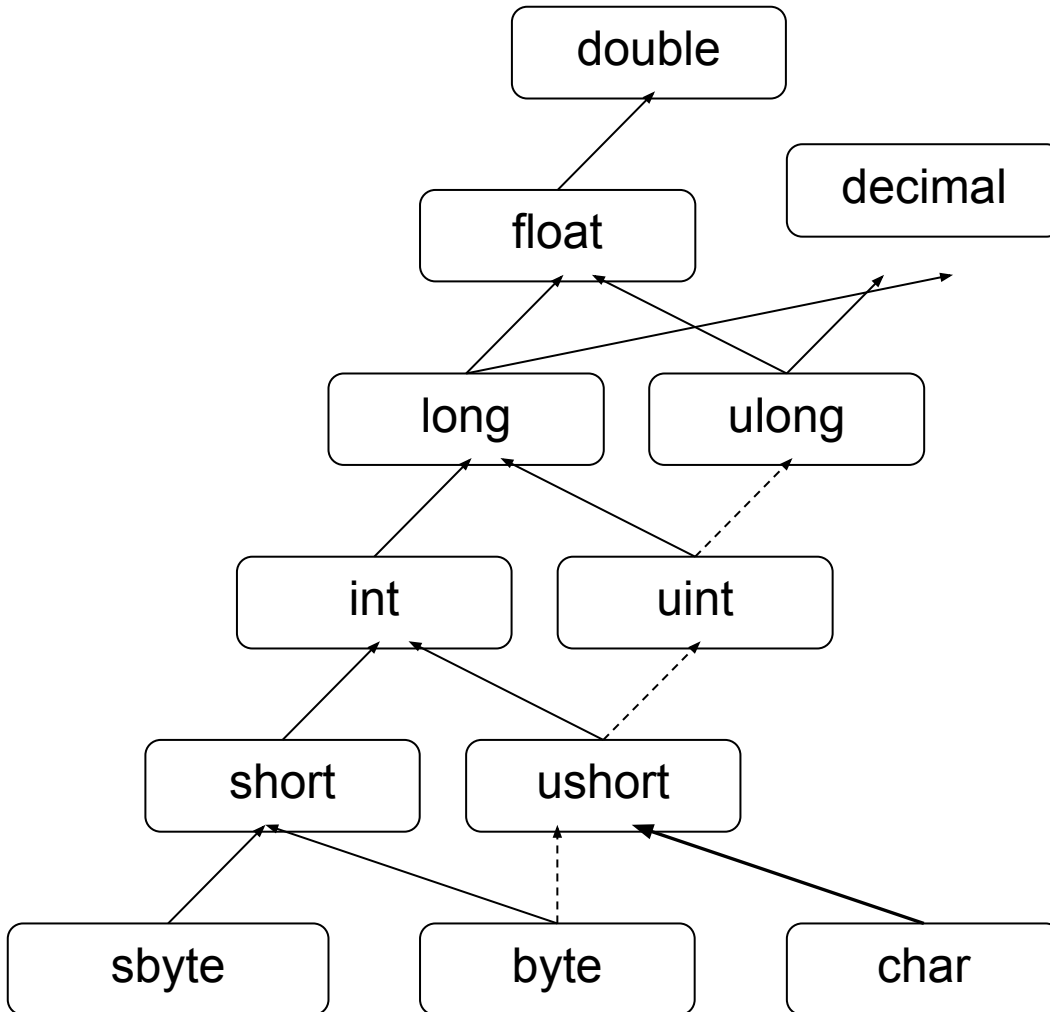 double
decimal
float
long
ulong
int
uint
short
ushort
sbyte
byte
char